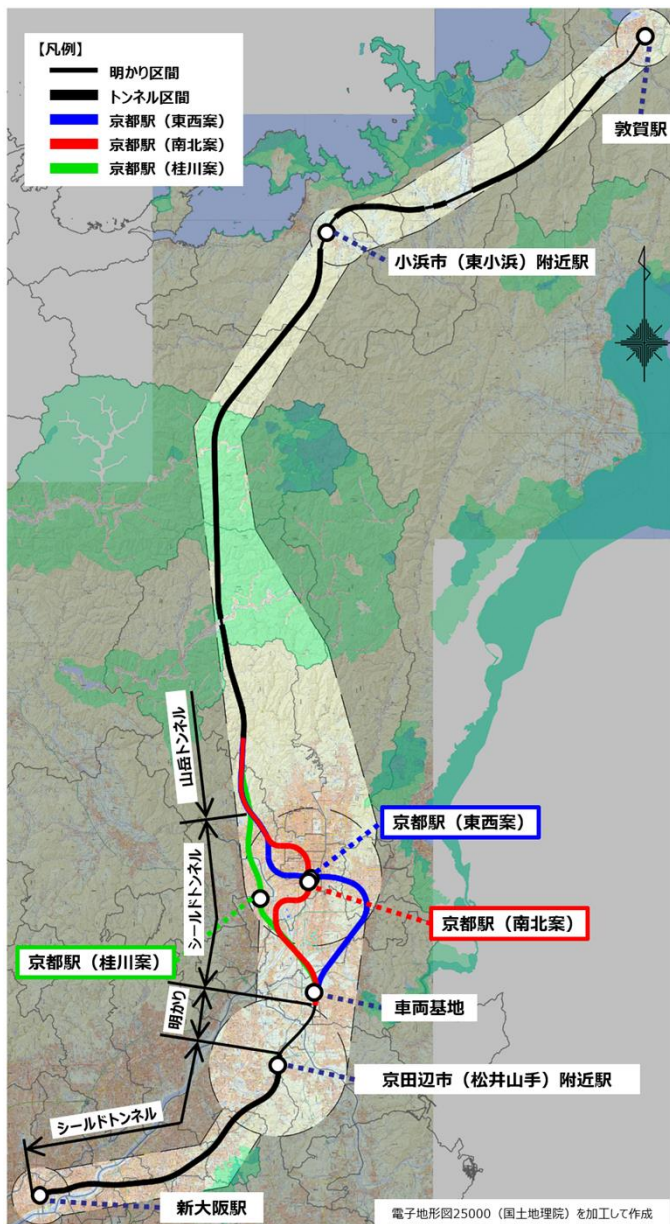 【凡例】
明かり区間
トンネル区間
京都駅（東西案）
京都駅（南北案）
京都駅（桂川案）
敦賀駅
小浜市（東小浜）附近駅
山岳トンネル
京都駅（東西案）
シールドトンネル
京都駅（南北案）
京都駅（桂川案）
車両基地
明かり
京田辺市（松井山手）附近駅
シールドトンネル
新大阪駅
電子地形図25000（国土地理院）を加工して作成